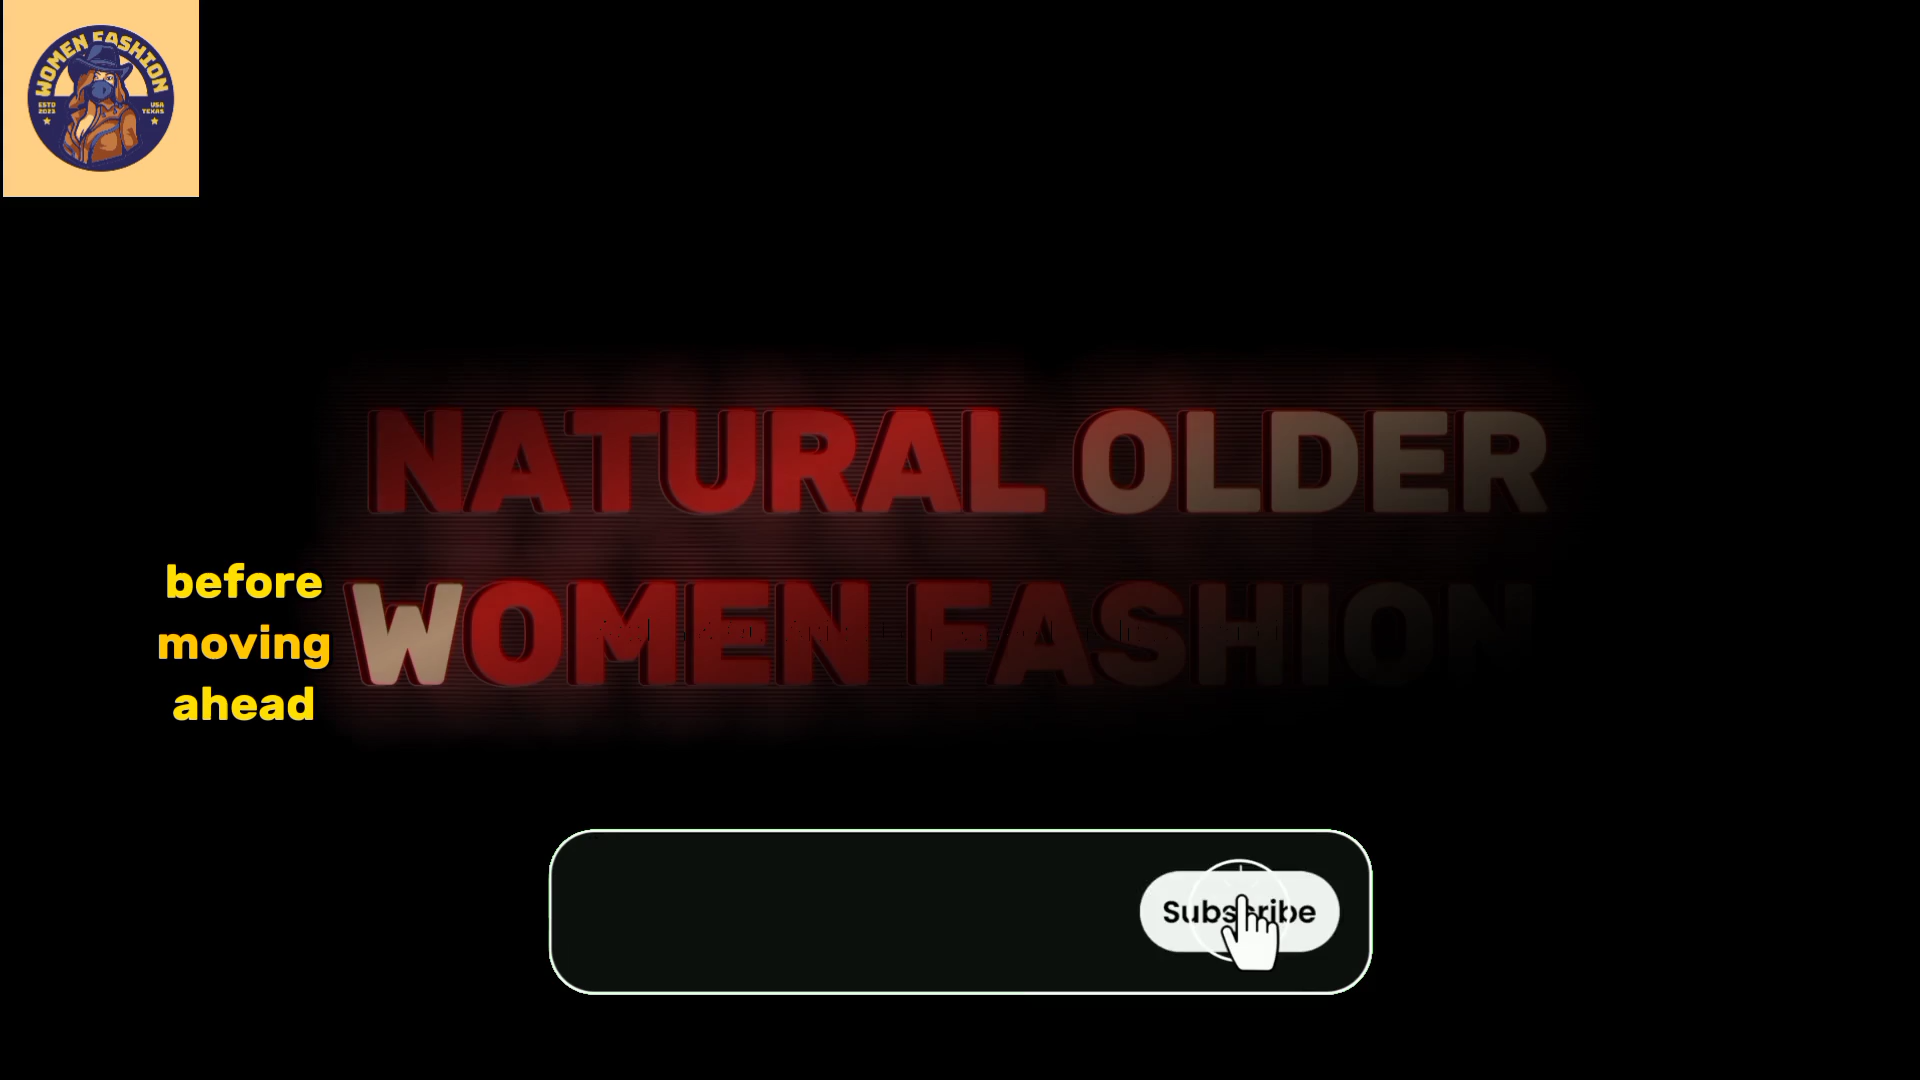 WOMEN FASHION
ESTD
2023
USA
TEXAS
NATURAL OLDER
WOMEN FASHION
before
moving
ahead
Subscribe